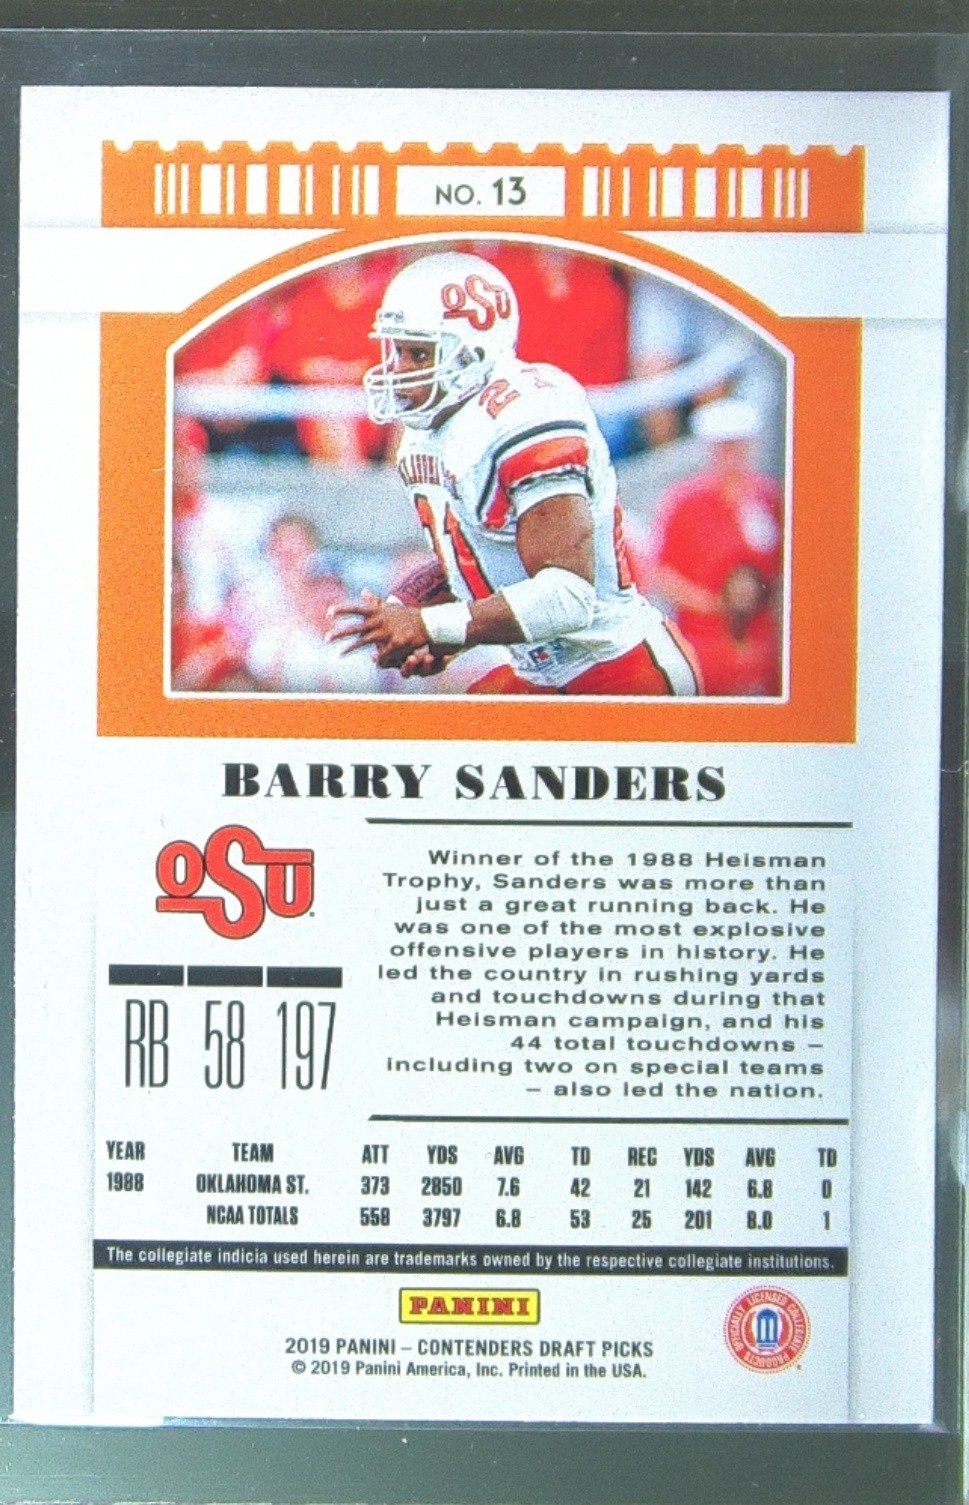 NO. 13
OSU
21
BARRY SANDERS
OSU
Winner of the 1988 Heisman
Trophy, Sanders was more than
just a great running back. He
was one of the most explosive
offensive players in history. He
led the country in rushing yards
and touchdowns during that
Heisman campaign, and his
44 total touchdowns –
including two on special teams
– also led the nation.
RB 58 197
YEAR TEAM ATT YDS AVG TD REC YDS AVG TD
1988 OKLAHOMA ST. 373 2850 7.6 42 21 142 6.8 0
NCAA TOTALS 558 3797 6.8 53 25 201 8.0 1
The collegiate indicia used herein are trademarks owned by the respective collegiate institutions.
PANINI
OFFICIALLY LICENSED COLLEGIATE PRODUCTS
2019 PANINI – CONTENDERS DRAFT PICKS
© 2019 Panini America, Inc. Printed in the USA.